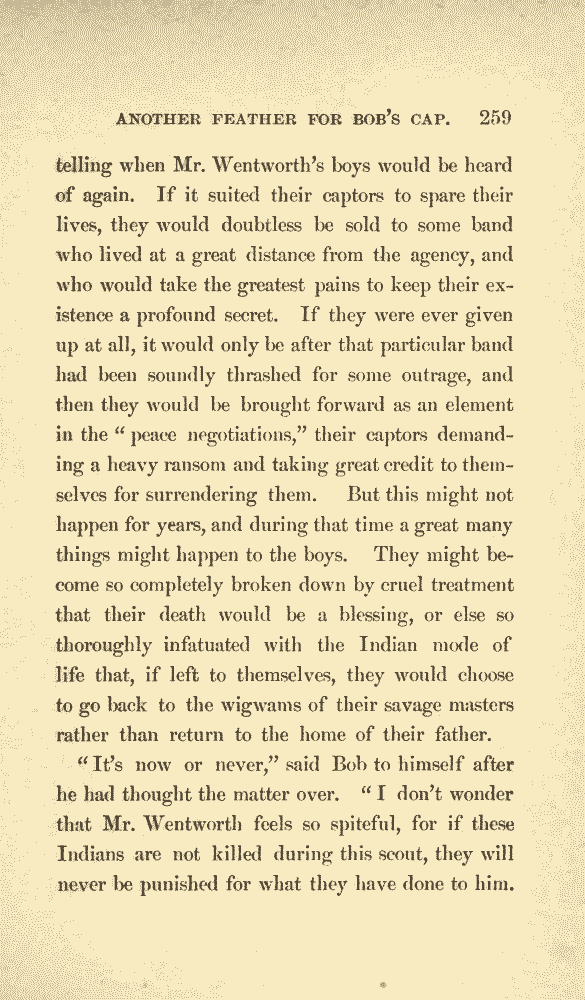 ANOTHER FEATHER FOR BOB'S CAP. 259
telling when Mr. Wentworth's boys would be heard
of again. If it suited their captors to spare their
lives, they would doubtless be sold to some band
who lived at a great distance from the agency, and
who would take the greatest pains to keep their ex-
istence a profound secret. If they were ever given
up at all, it would only be after that particular band
had been soundly thrashed for some outrage, and
then they would be brought forward as an element
in the “ peace negotiations,” their captors demand-
ing a heavy ransom and taking great credit to them-
selves for surrendering them. But this might not
happen for years, and during that time a great many
things might happen to the boys. They might be-
come so completely broken down by cruel treatment
that their death would be a blessing, or else so
thoroughly infatuated with the Indian mode of
life that, if left to themselves, they would choose
to go back to the wigwams of their savage masters
rather than return to the home of their father.
“ It's now or never,” said Bob to himself after
he had thought the matter over. “ I don't wonder
that Mr. Wentworth feels so spiteful, for if these
Indians are not killed during this scout, they will
never be punished for what they have done to him.